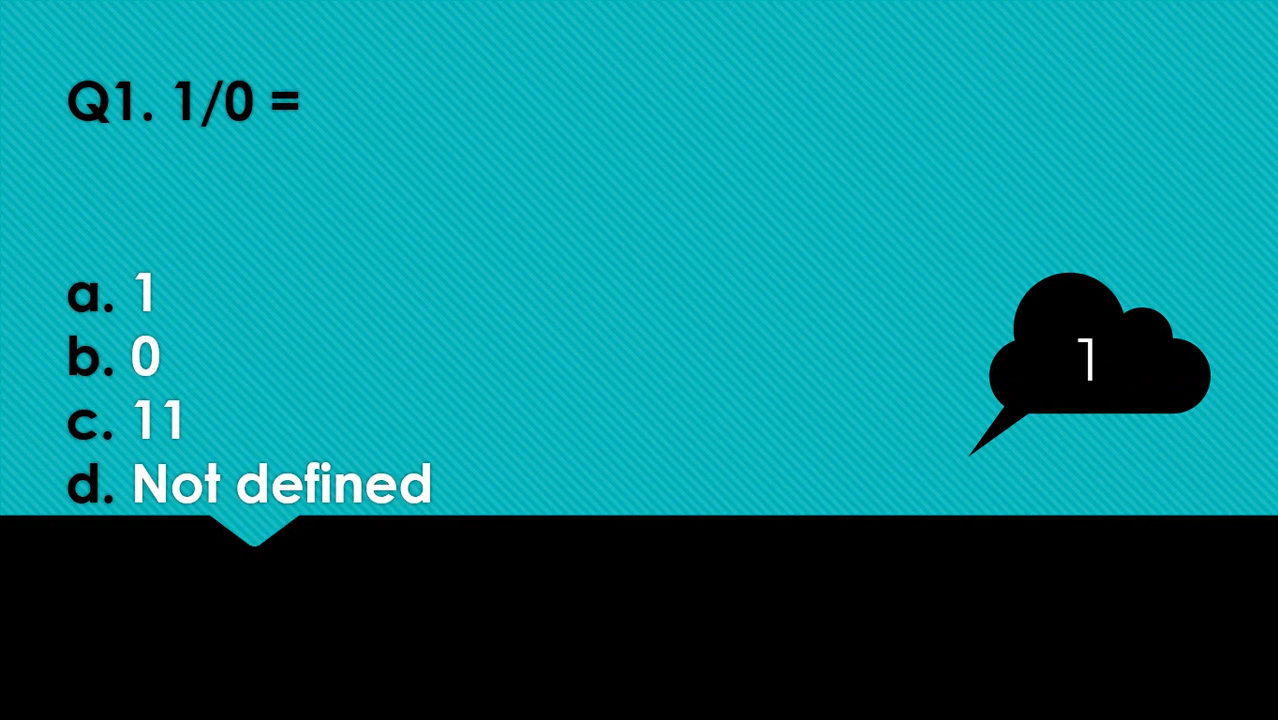 Q1. 1/0 =
a. 1
b. 0
c. 11
d. Not defined
1